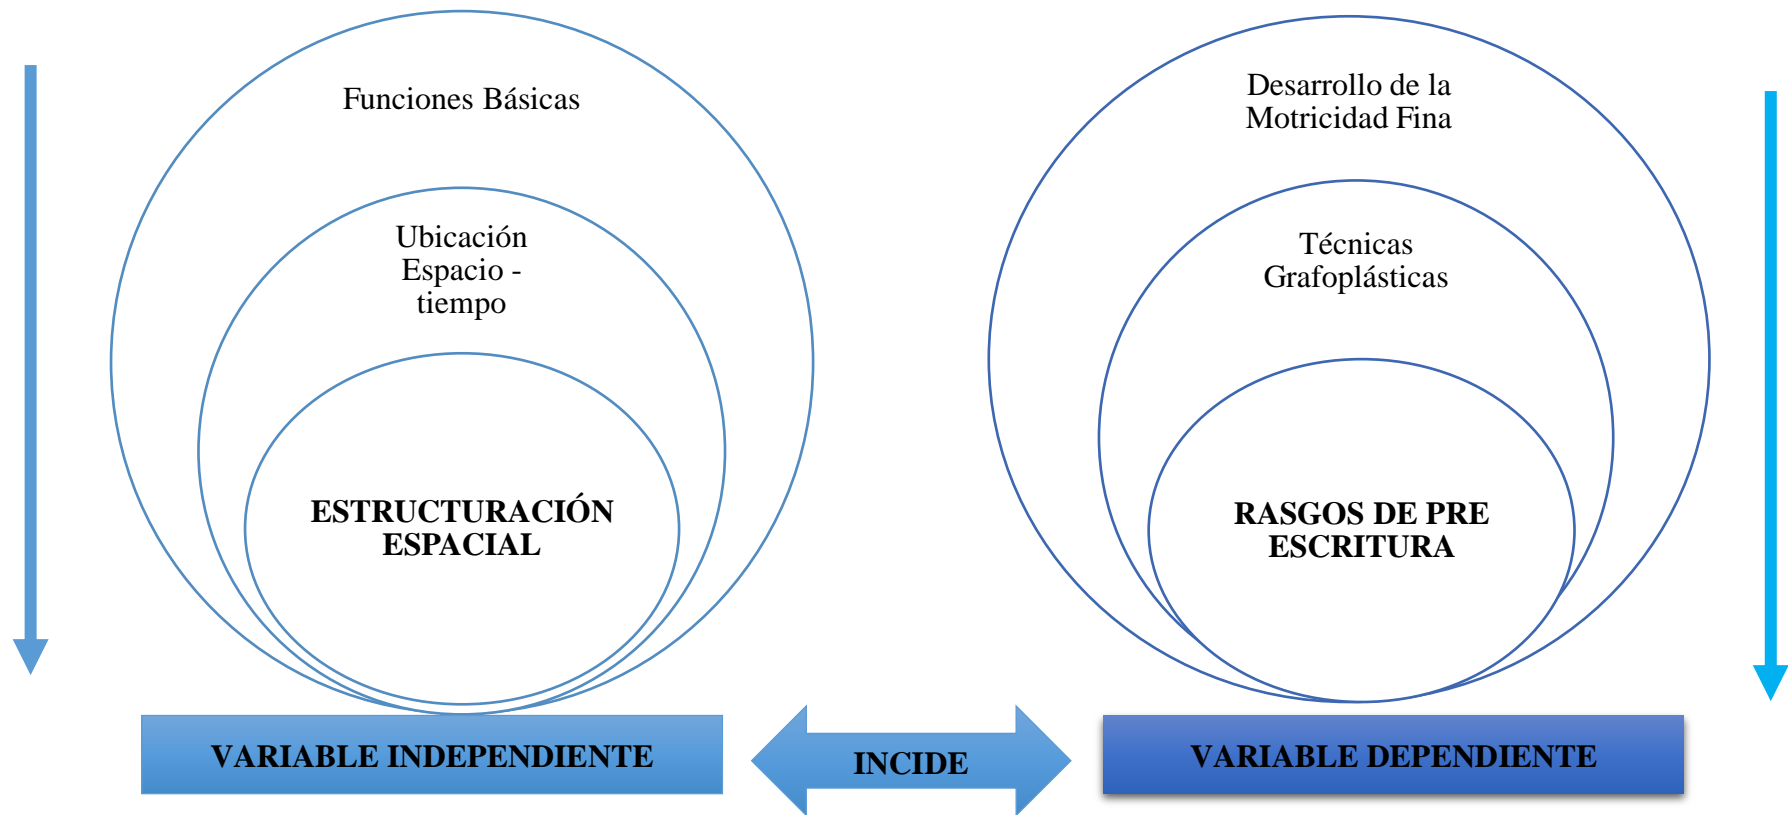 Funciones Básicas
Ubicación
Espacio -
tiempo
ESTRUCTURACIÓN
ESPACIAL
VARIABLE INDEPENDIENTE
INCIDE
Desarrollo de la
Motricidad Fina
Técnicas
Grafoplásticas
RASGOS DE PRE
ESCRITURA
VARIABLE DEPENDIENTE